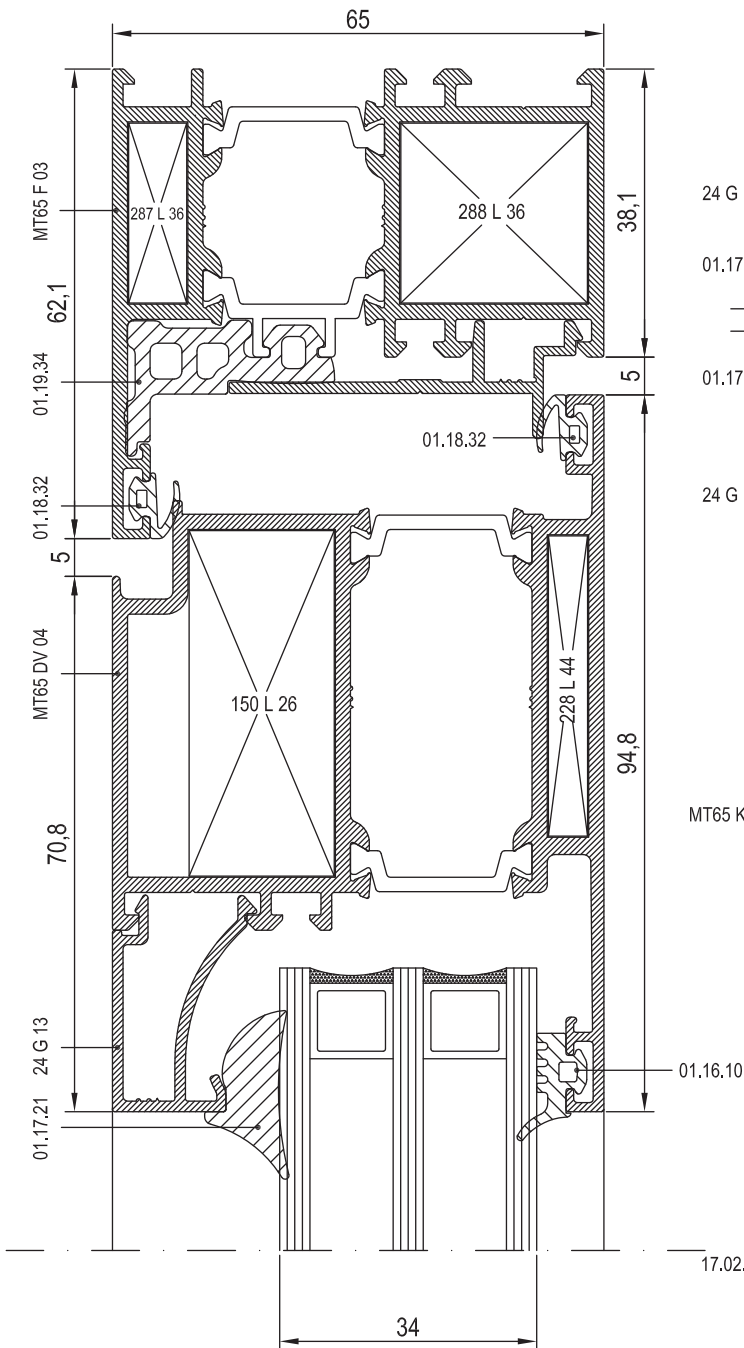 65
MT65 F 03
287 L 36
288 L 36
38,1
24 G
62,1
01.17
01.19.34
5
01.17
01.18.32
01.18.32
24 G
5
MT65 DV 04
150 L 26
228 L 44
94,8
MT65 K
70,8
24 G 13
01.16.10
01.17.21
17.02.
34